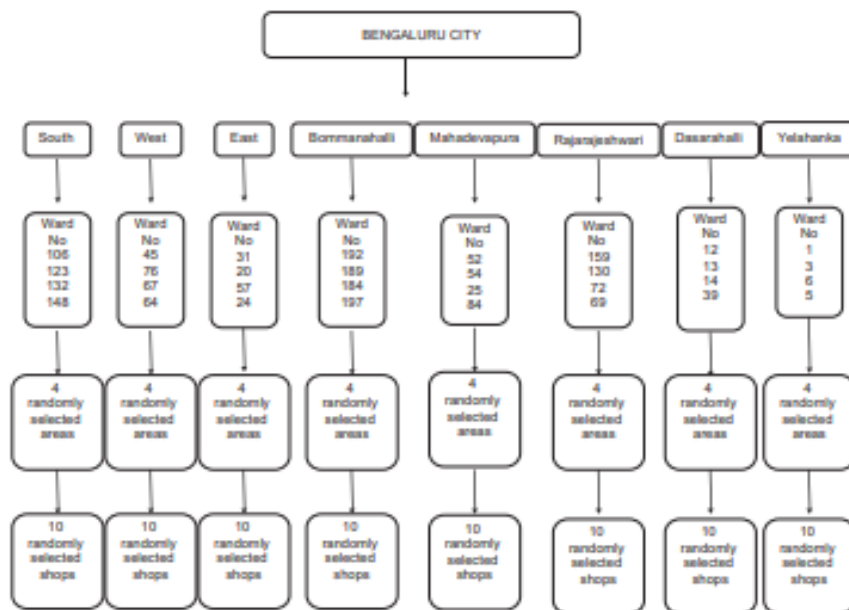 BENGALURU CITY
South
West
East
Bommanahalli
Mahadevapura
Rajarajeshwari
Dasarahalli
Yelahanka
Ward
No
106
123
132
148
Ward
No
45
76
67
64
Ward
No
31
20
57
24
Ward
No
192
189
184
197
Ward
No
52
54
25
84
Ward
No
159
130
72
69
Ward
No
12
13
14
39
Ward
No
1
3
6
5
4
randomly
selected
areas
4
randomly
selected
areas
4
randomly
selected
areas
4
randomly
selected
areas
4
randomly
selected
areas
4
randomly
selected
areas
4
randomly
selected
areas
4
randomly
selected
areas
10
randomly
selected
shops
10
randomly
selected
shops
10
randomly
selected
shops
10
randomly
selected
shops
10
randomly
selected
shops
10
randomly
selected
shops
10
randomly
selected
shops
10
randomly
selected
shops